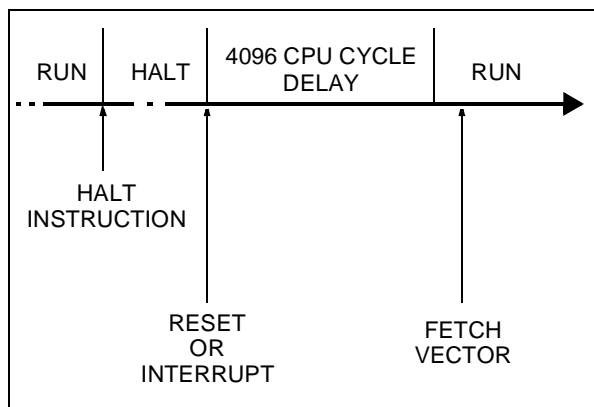 RUN
HALT
4096 CPU CYCLE
DELAY
RUN
HALT
INSTRUCTION
RESET
OR
INTERRUPT
FETCH
VECTOR